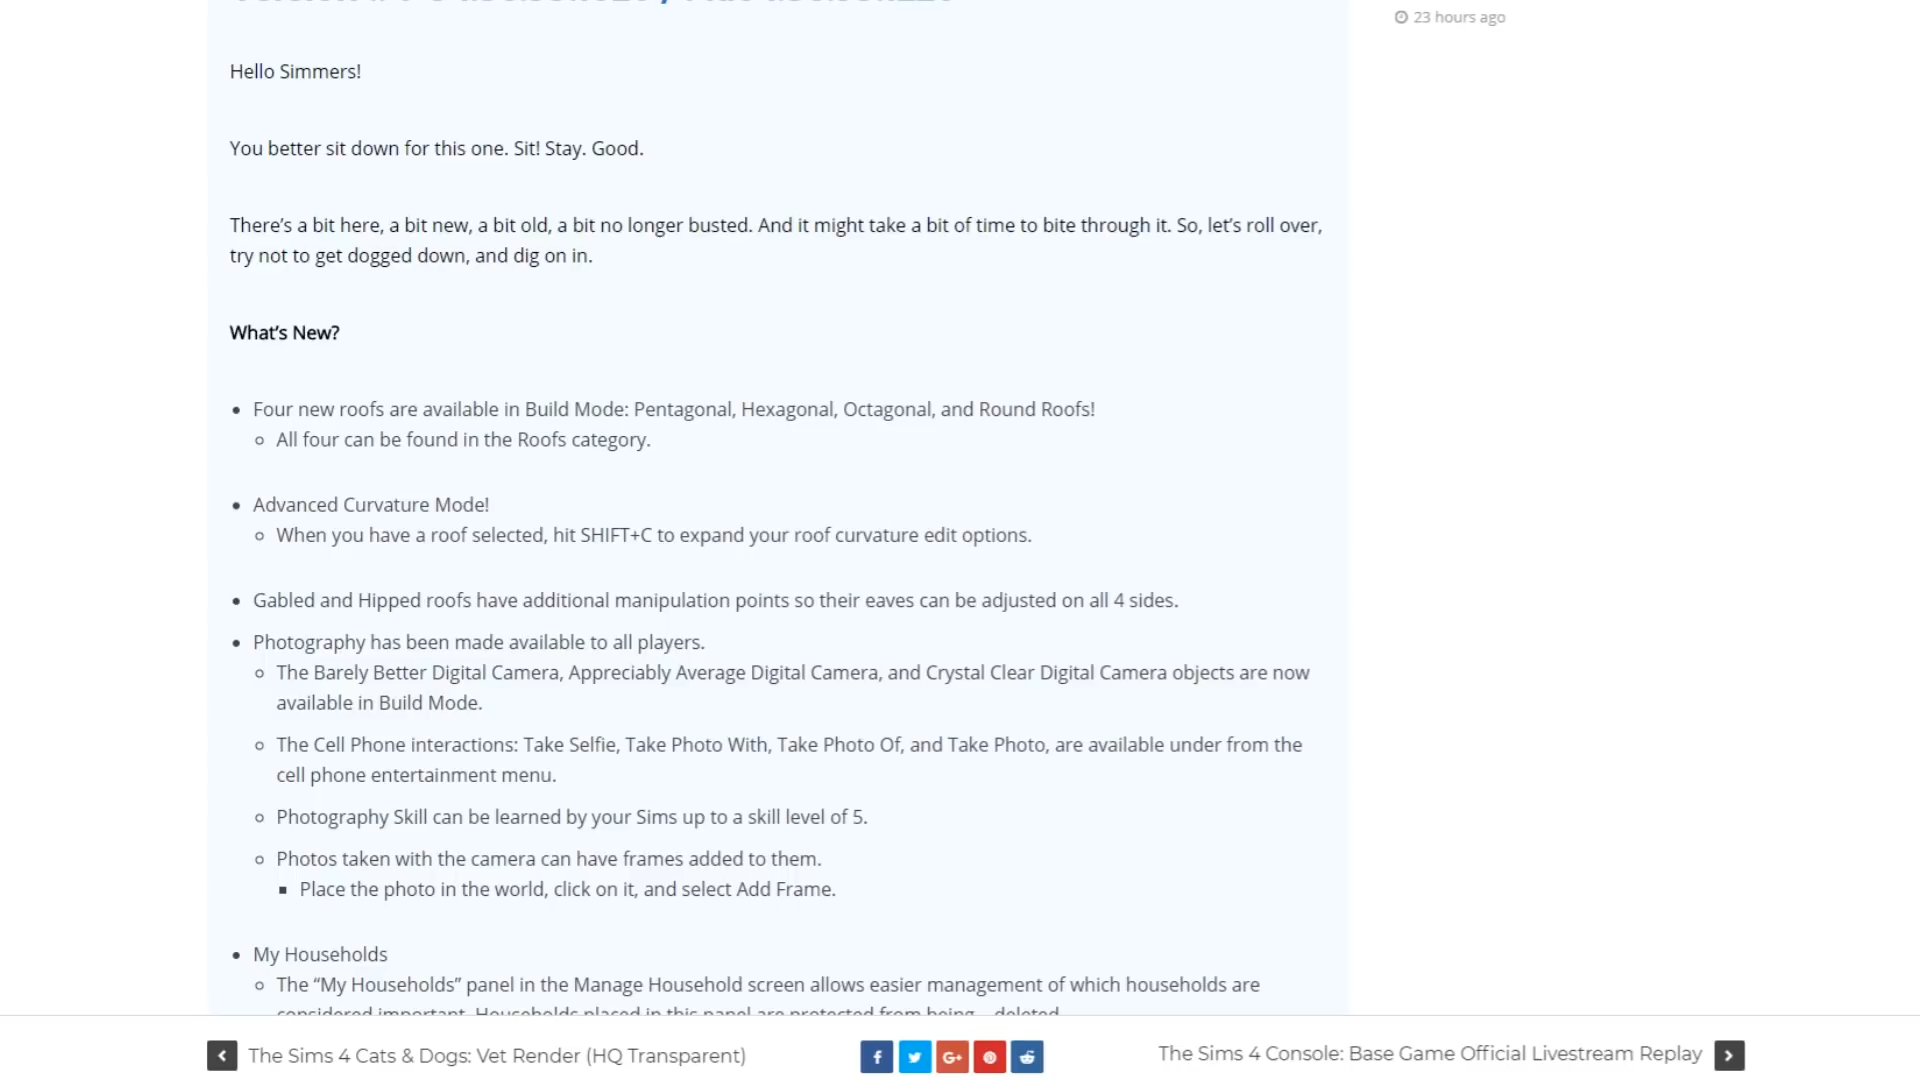 23 hours ago
Hello Simmers!
You better sit down for this one. Sit! Stay. Good.
There’s a bit here, a bit new, a bit old, a bit no longer busted. And it might take a bit of time to bite through it. So, let’s roll over,
try not to get dogged down, and dig on in.
What’s New?
Four new roofs are available in Build Mode: Pentagonal, Hexagonal, Octagonal, and Round Roofs!
All four can be found in the Roofs category.
Advanced Curvature Mode!
When you have a roof selected, hit SHIFT+C to expand your roof curvature edit options.
Gabled and Hipped roofs have additional manipulation points so their eaves can be adjusted on all 4 sides.
Photography has been made available to all players.
The Barely Better Digital Camera, Appreciably Average Digital Camera, and Crystal Clear Digital Camera objects are now
available in Build Mode.
The Cell Phone interactions: Take Selfie, Take Photo With, Take Photo Of, and Take Photo, are available under from the
cell phone entertainment menu.
Photography Skill can be learned by your Sims up to a skill level of 5.
Photos taken with the camera can have frames added to them.
Place the photo in the world, click on it, and select Add Frame.
My Households
The “My Households” panel in the Manage Household screen allows easier management of which households are
considered important. Households placed in this panel are protected from being... deleted.
The Sims 4 Cats & Dogs: Vet Render (HQ Transparent)
f
G+
The Sims 4 Console: Base Game Official Livestream Replay